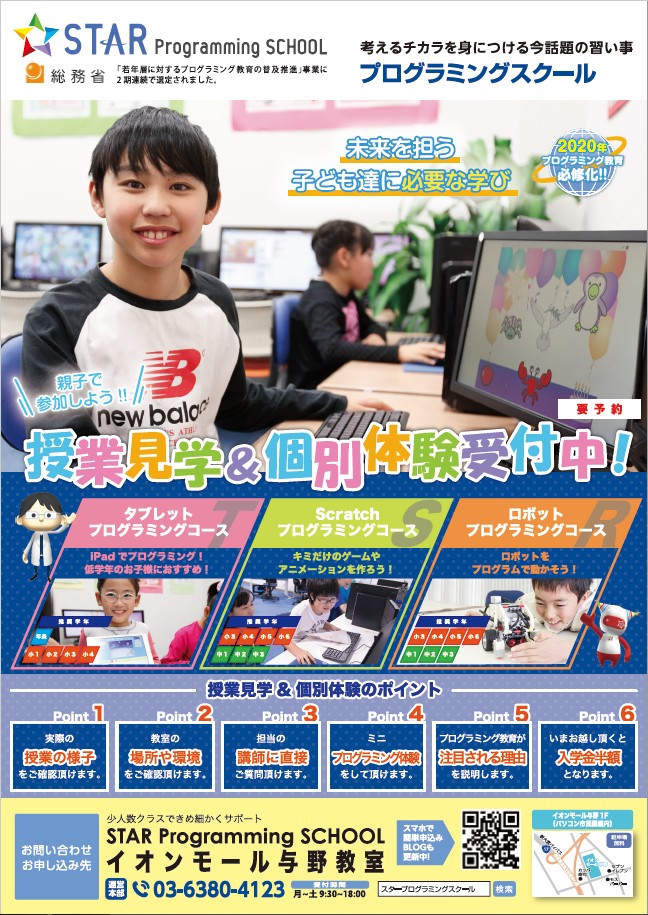 STAR Programming SCHOOL
総務省
「若年層に対するプログラミング教育の普及推進」事業に
2期連続で選定されました。
考えるチカラを身につける今話題の習い事
プログラミングスクール
未来を担う
子ども達に必要な学び
2020年
プログラミング教育
必修化!!
new balance
親子で
参加しよう!!
要予約
授業見学&個別体験受付中!
T
タブレット
プログラミングコース
iPadでプログラミング!
低学年のお子様におすすめ!
推奨学年
年長
小1 小2 小3 小4
S
Scratch
プログラミングコース
キミだけのゲームや
アニメーションを作ろう!
推奨学年
小3 小4 小5 小6
中1 中2 中3
R
ロボット
プログラミングコース
ロボットを
プログラムで動かそう!
推奨学年
小3 小4 小5 小6
中1 中2 中3
授業見学 & 個別体験のポイント
Point 1
実際の
授業の様子
をご確認頂けます。
Point 2
教室の
場所や環境
をご確認頂けます。
Point 3
担当の
講師に直接
ご質問頂けます。
Point 4
ミニ
プログラミング体験
をして頂けます。
Point 5
プログラミング教育が
注目される理由
を説明します。
Point 6
いまお越し頂くと
入学金半額
となります。
お問い合わせ
お申し込み先
少人数クラスできめ細かくサポート
STAR Programming SCHOOL
イオンモール与野教室
運営
本部
03-6380-4123
受付時間
月～土 9:30~18:00
スマホで
簡単申込み
BLOGも
更新中!
スタープログラミングスクール
検索
イオンモール与野 1F
(パソコン市民講座内)
駐車場
無料